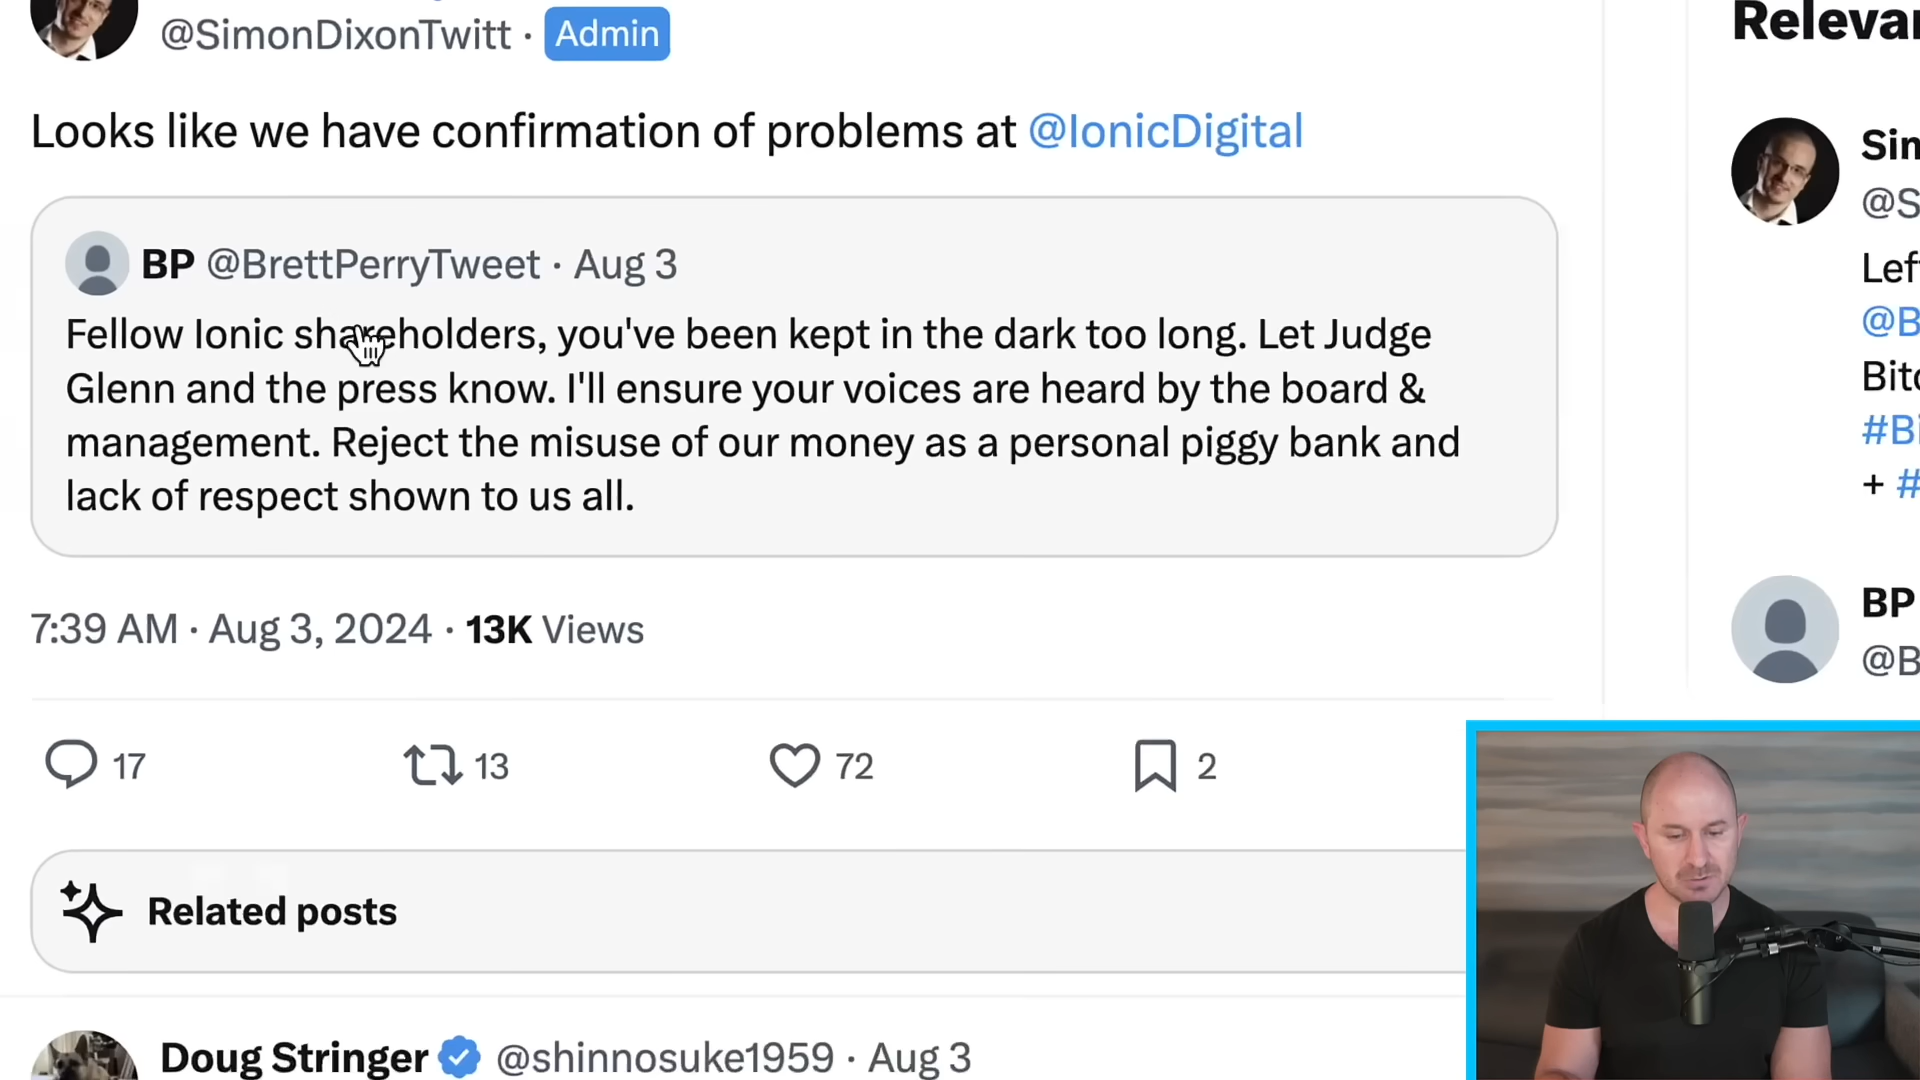 Relevan
@SimonDixonTwitt · Admin
Looks like we have confirmation of problems at @IonicDigital
BP @BrettPerryTweet · Aug 3
Fellow Ionic shareholders, you've been kept in the dark too long. Let Judge
Glenn and the press know. I'll ensure your voices are heard by the board &
management. Reject the misuse of our money as a personal piggy bank and
lack of respect shown to us all.
7:39 AM · Aug 3, 2024 · 13K Views
17 13 72 2
Related posts
Doug Stringer @shinnosuke1959 · Aug 3
Sin
@S
Left
@B
Bitc
#Bi
+ #
BP
@B